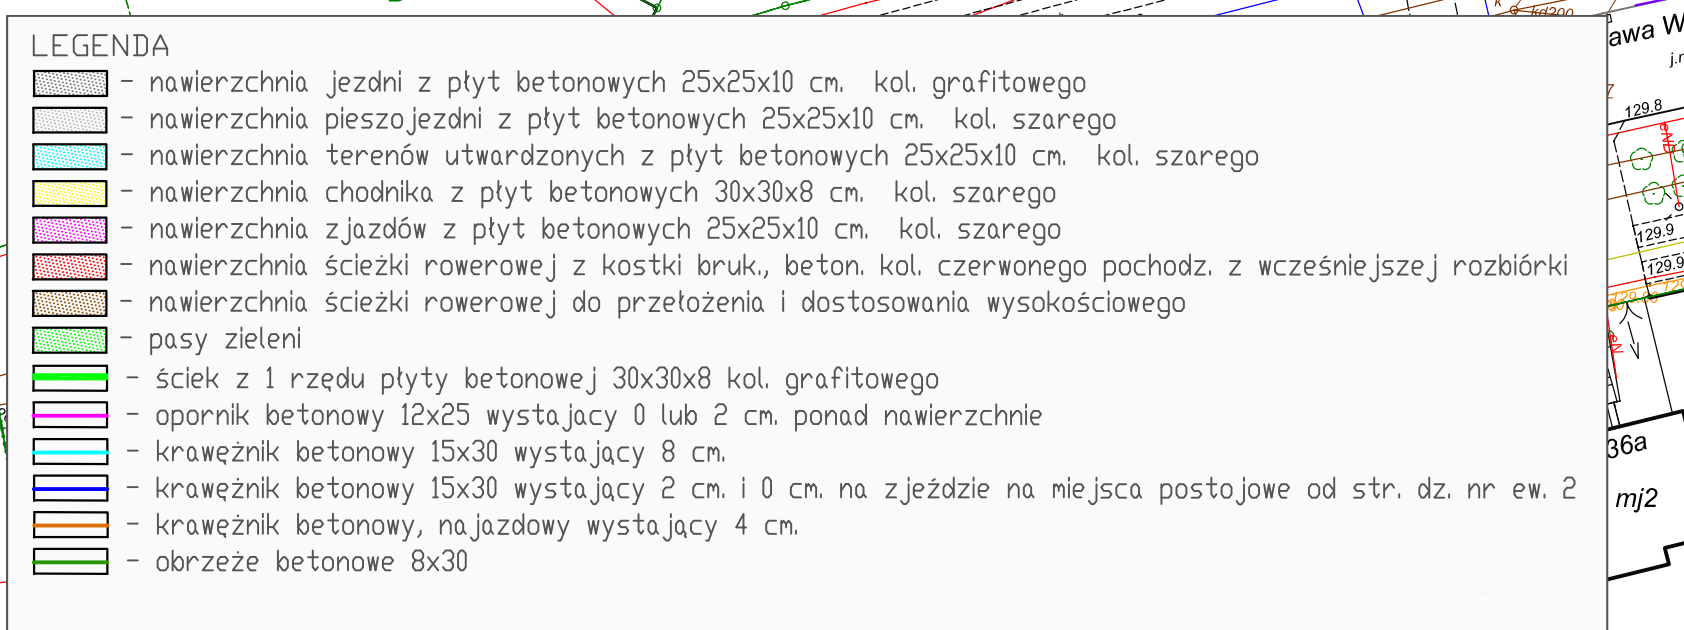 k
kd200
LEGENDA
- nawierzchnia jezdni z płyt betonowych 25x25x10 cm. kol. grafitowego
- nawierzchnia pieszojezdni z płyt betonowych 25x25x10 cm. kol. szarego
- nawierzchnia terenów utwardzonych z płyt betonowych 25x25x10 cm. kol. szarego
- nawierzchnia chodnika z płyt betonowych 30x30x8 cm. kol. szarego
- nawierzchnia zjazdów z płyt betonowych 25x25x10 cm. kol. szarego
- nawierzchnia ścieżki rowerowej z kostki bruk., beton. kol. czerwonego pochodz. z wcześniejszej rozbiórki
- nawierzchnia ścieżki rowerowej do przełożenia i dostosowania wysokościowego
- pasy zieleni
- ściek z 1 rzędu płyty betonowej 30x30x8 kol. grafitowego
- opornik betonowy 12x25 wystajacy 0 lub 2 cm. ponad nawierzchnie
- krawężnik betonowy 15x30 wystający 8 cm.
- krawężnik betonowy 15x30 wystający 2 cm. i 0 cm. na zjeździe na miejsca postojowe od str. dz. nr ew. 2
- krawężnik betonowy, najazdowy wystający 4 cm.
- obrzeże betonowe 8x30
awa W
129.8
129.9
129.9
36a
mj2